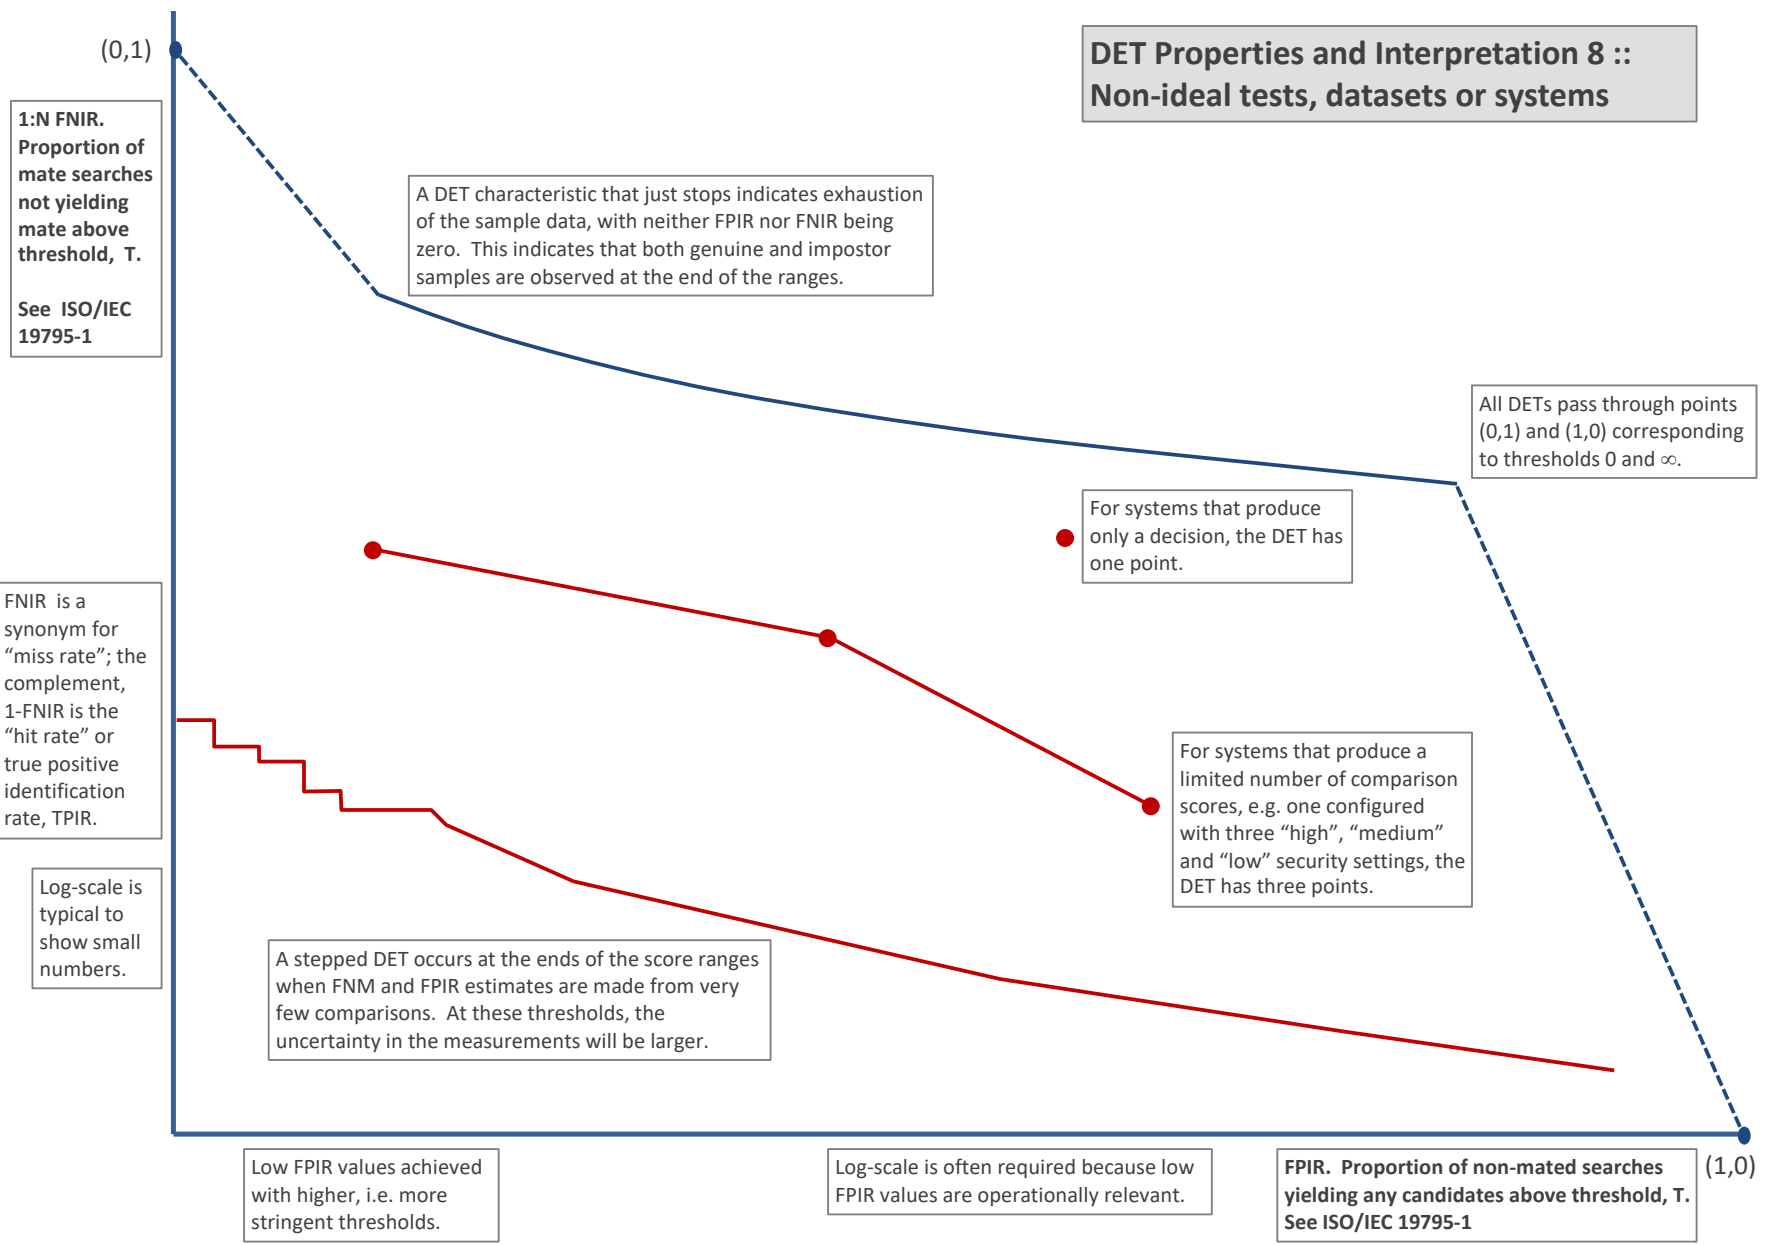 (0,1)
DET Properties and Interpretation 8 ::
Non-ideal tests, datasets or systems
1:N FNIR.
Proportion of
mate searches
not yielding
mate above
threshold,  T.
See  ISO/IEC
19795-1
A DET characteristic that just stops indicates exhaustion
of the sample data, with neither FPIR nor FNIR being
zero.  This indicates that both genuine and impostor
samples are observed at the end of the ranges.
All DETs pass through points
(0,1) and (1,0) corresponding
to thresholds 0 and ∞.
For systems that produce
only a decision, the DET has
one point.
FNIR  is a
synonym for
“miss rate”; the
complement,
1-FNIR is the
“hit rate” or
true positive
identification
rate, TPIR.
For systems that produce a
limited number of comparison
scores, e.g. one configured
with three “high”, “medium”
and “low” security settings, the
DET has three points.
Log-scale is
typical to
show small
numbers.
A stepped DET occurs at the ends of the score ranges
when FNM and FPIR estimates are made from very
few comparisons.  At these thresholds, the
uncertainty in the measurements will be larger.
Low FPIR values achieved
with higher, i.e. more
stringent thresholds.
Log-scale is often required because low
FPIR values are operationally relevant.
FPIR.  Proportion of non-mated searches
yielding any candidates above threshold, T.
See ISO/IEC 19795-1
(1,0)